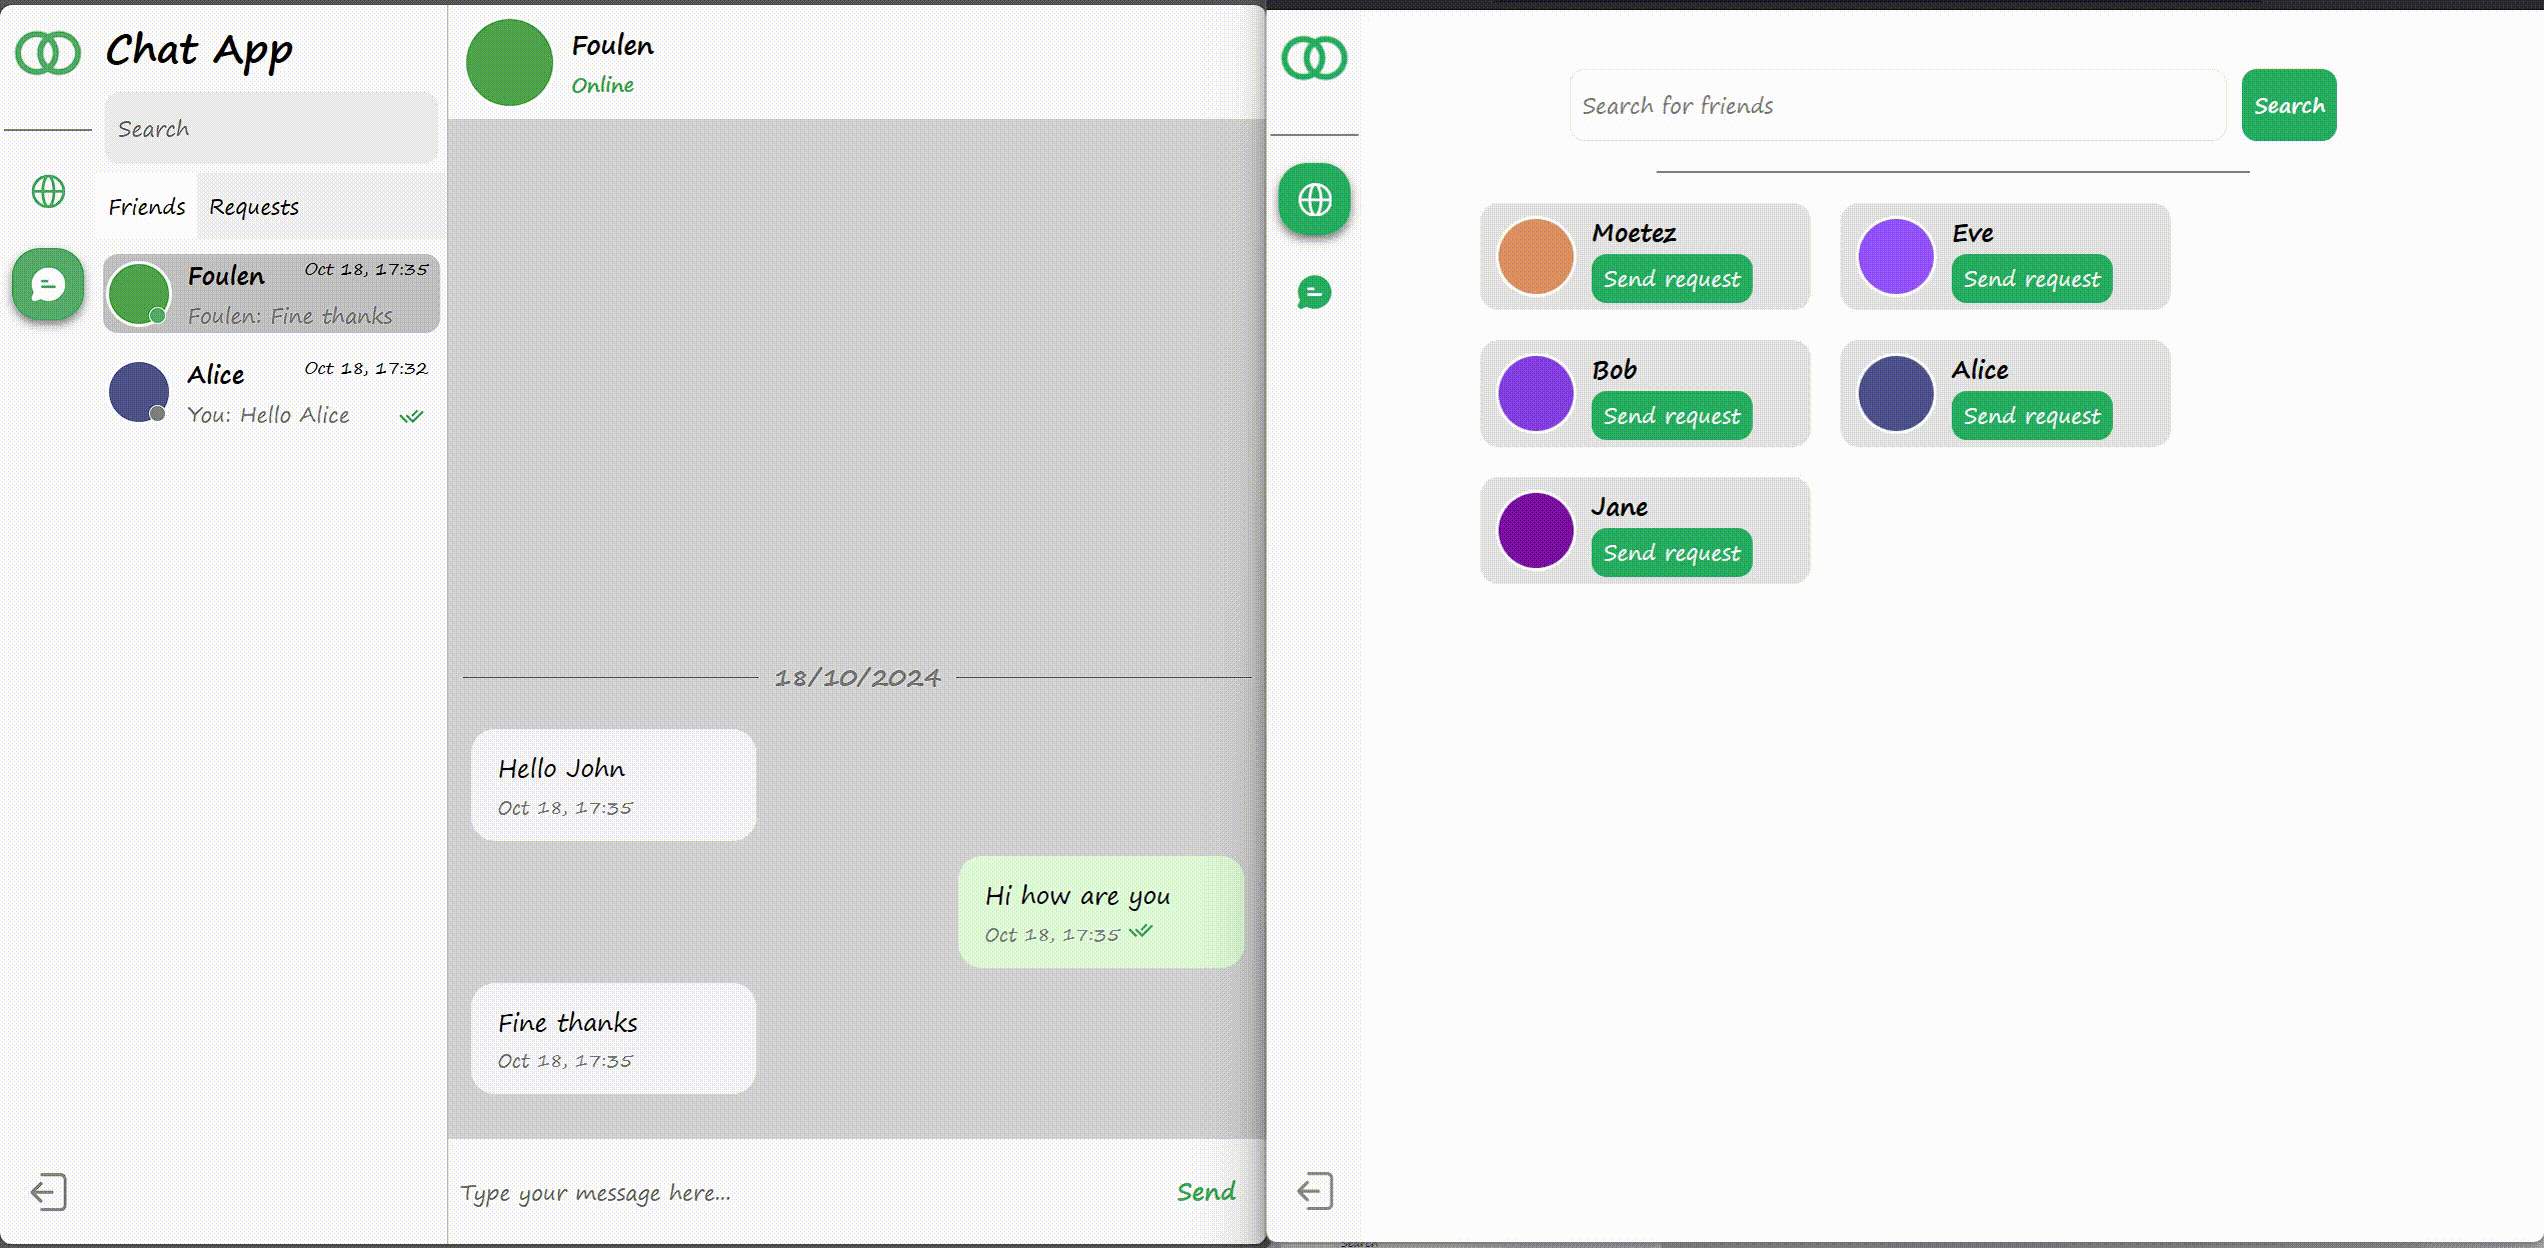 Chat App
Search
Friends Requests
Foulen Oct 18, 17:35
Foulen: Fine thanks
Alice Oct 18, 17:32
You: Hello Alice
Foulen
Online
18/10/2024
Hello John
Oct 18, 17:35
Hi how are you
Oct 18, 17:35
Fine thanks
Oct 18, 17:35
Type your message here...
Send
Search for friends
Search
Moetez
Send request
Eve
Send request
Bob
Send request
Alice
Send request
Jane
Send request
Search